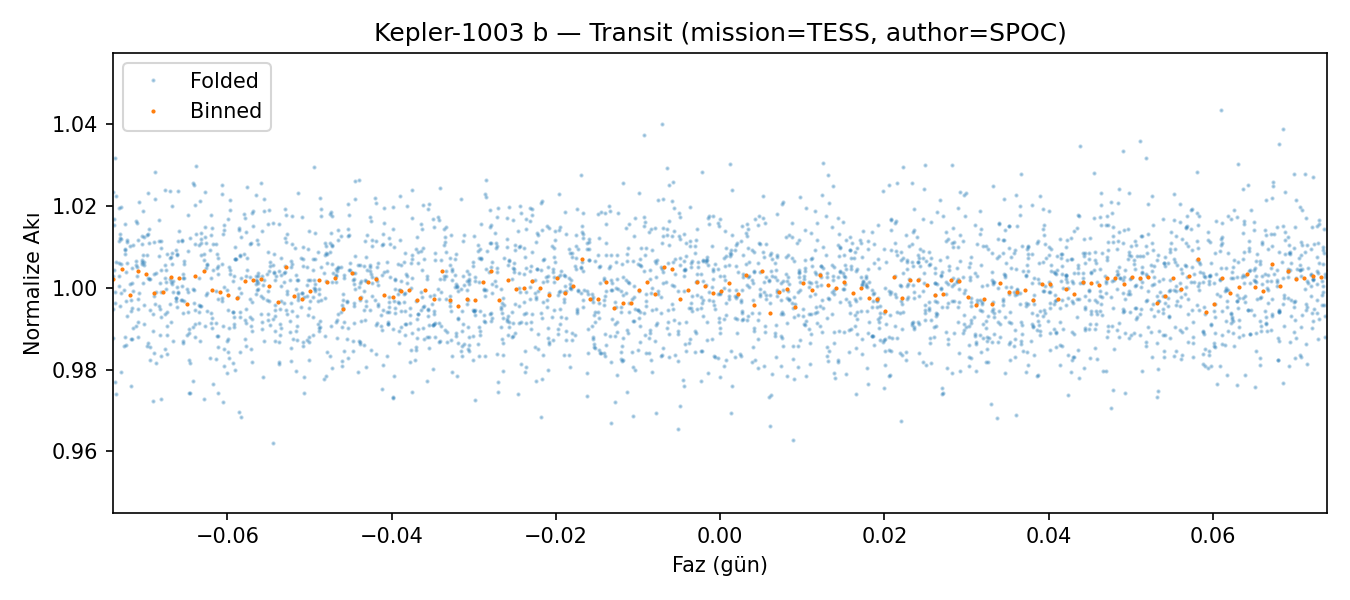 Kepler-1003 b — Transit (mission=TESS, author=SPOC)
Folded
Binned
Normalize Akı
1.04
1.02
1.00
0.98
0.96
−0.06
−0.04
−0.02
0.00
0.02
0.04
0.06
Faz (gün)